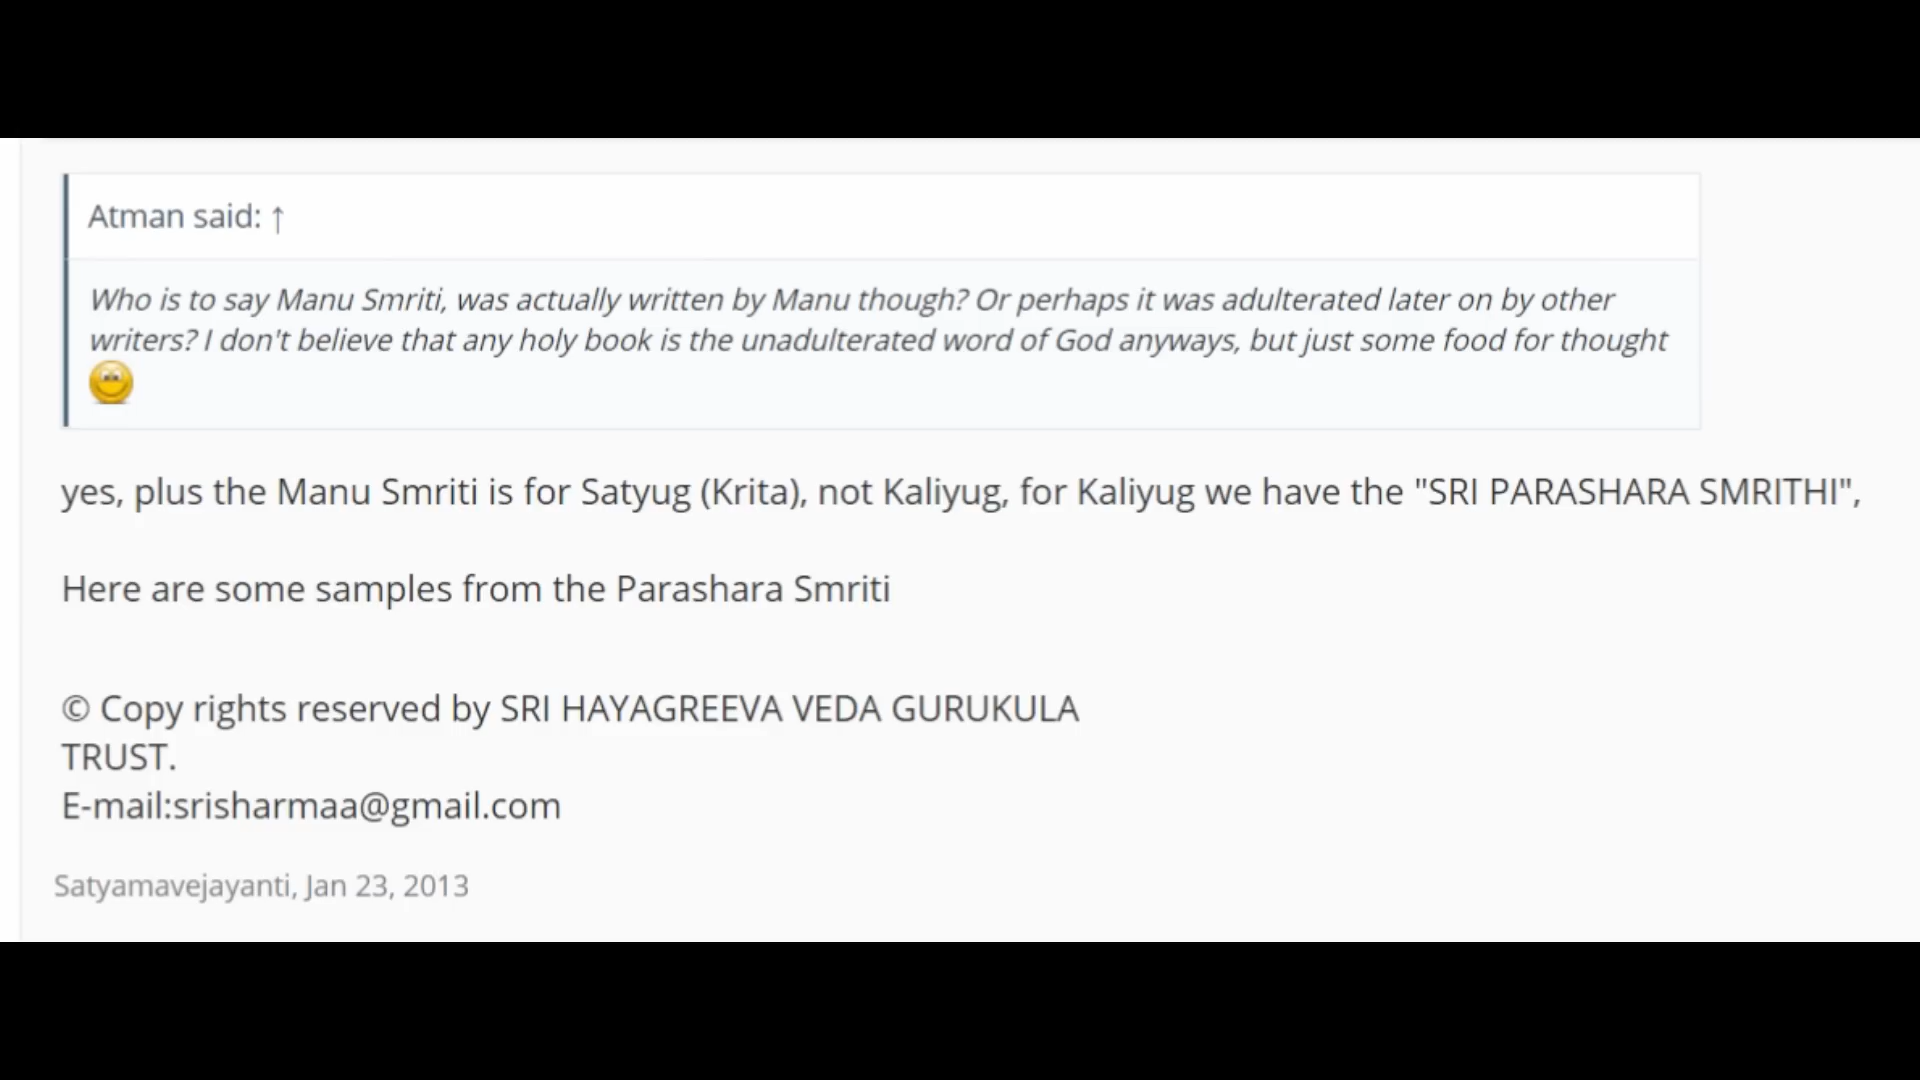 Atman said: ↑
Who is to say Manu Smriti, was actually written by Manu though? Or perhaps it was adulterated later on by other
writers? I don't believe that any holy book is the unadulterated word of God anyways, but just some food for thought
yes, plus the Manu Smriti is for Satyug (Krita), not Kaliyug, for Kaliyug we have the "SRI PARASHARA SMRITHI",
Here are some samples from the Parashara Smriti
© Copy rights reserved by SRI HAYAGREEVA VEDA GURUKULA
TRUST.
E-mail:srisharmaa@gmail.com
Satyamavejayanti, Jan 23, 2013